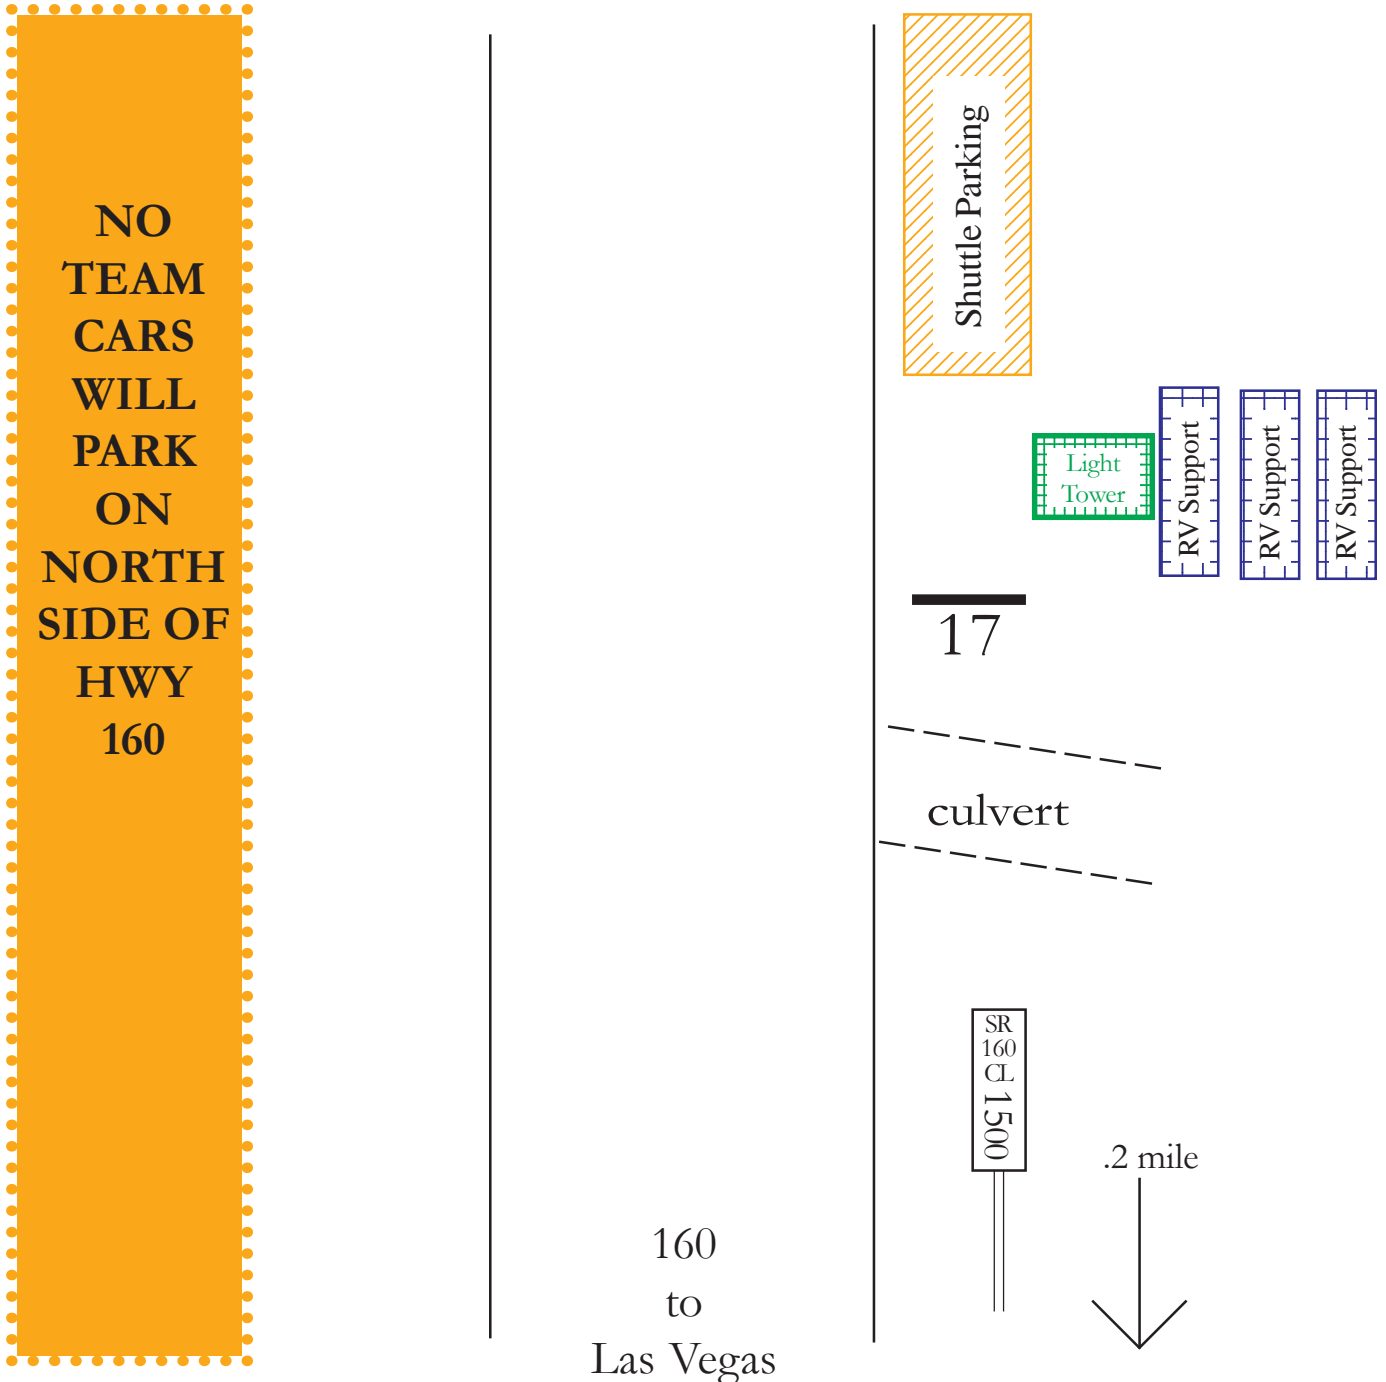 NO
TEAM
CARS
WILL
PARK
ON
NORTH
SIDE OF
HWY
160
Shuttle Parking
Light
Tower
RV Support
RV Support
RV Support
17
culvert
SR
160
CL
1500
.2 mile
160
to
Las Vegas